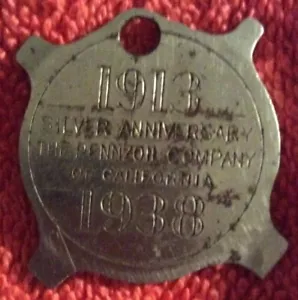 1913
SILVER ANNIVERSARY
THE PENNZOIL COMPANY
OF CALIFORNIA
1938